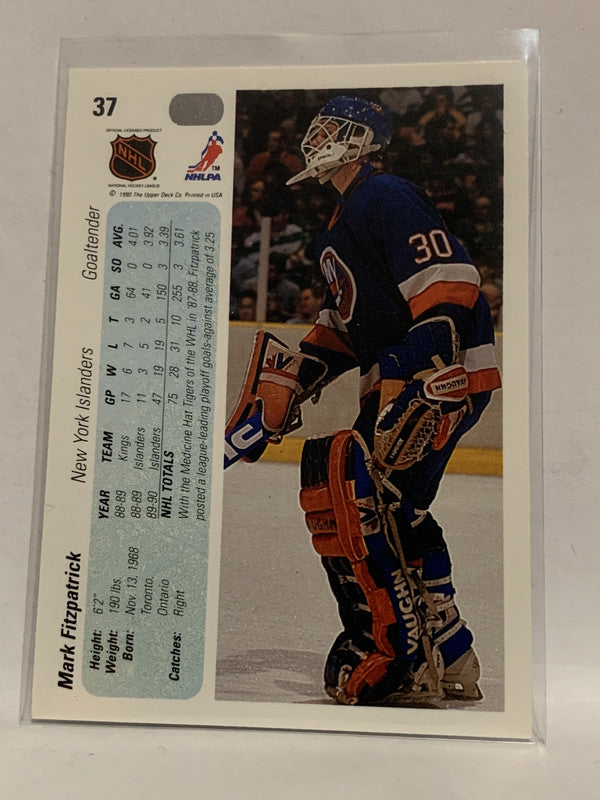 37
OFFICIAL LICENSED PRODUCT
NHL
®
NATIONAL HOCKEY LEAGUE
TM
NHLPA
© 1990 The Upper Deck Co. Printed in USA
Mark Fitzpatrick New York Islanders Goaltender
Height: 6'2"
Weight: 190 lbs.
Born: Nov. 13, 1968
Toronto,
Ontario
Catches: Right
YEAR TEAM GP W L T GA SO AVG.
88-89 Kings 17 6 7 3 64 0 4.01
88-89 Islanders 11 3 5 2 41 0 3.92
89-90 Islanders 47 19 19 5 150 3 3.39
NHL TOTALS 75 28 31 10 255 3 3.61
With the Medicine Hat Tigers of the WHL in '87-88, Fitzpatrick
posted a league-leading playoff goals-against average of 3.25
30
VAUGHN
VAUGHN